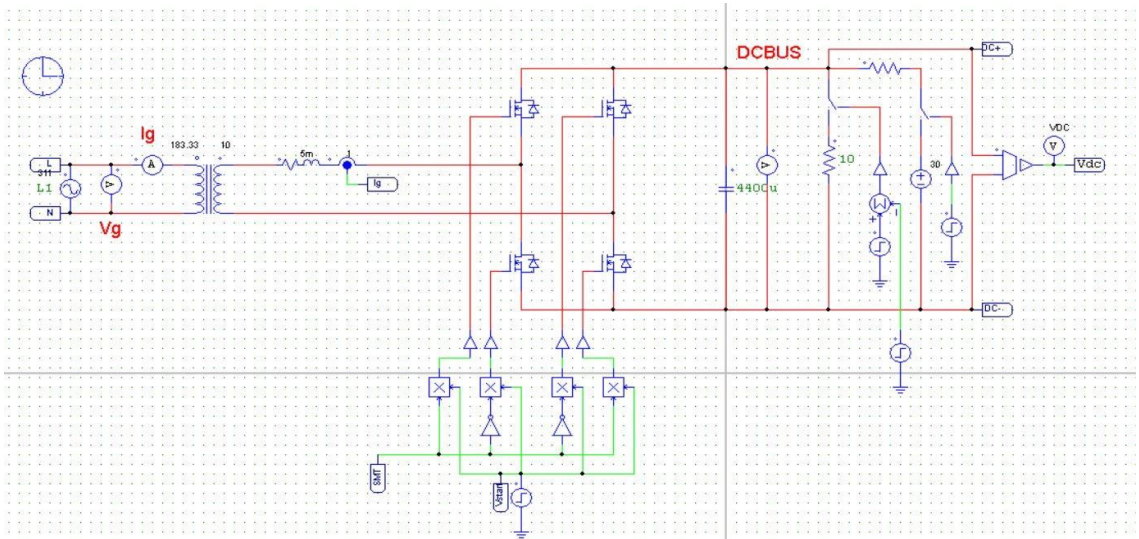 DCBUS
DC+
Ig
183.33
10
5m
1
Ig
L
311
L1
N
Vg
A
V
V
4400u
10
30
VDC
V
Vdc
+
1
DC-
SMT
Vstart